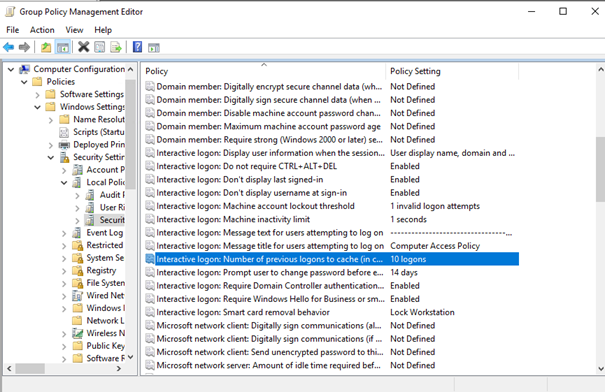 Group Policy Management Editor
File Action View Help
Computer Configuration
Policies
Software Settings
Windows Settings
Name Resolu
Scripts (Startu
Deployed Print
Security Settin
Account P
Local Polic
Audit P
User Ri
Securit
Event Log
Restricted
System Se
Registry
File System
Wired Netw
Windows
Network L
Wireless N
Public Key
Software R
Policy Policy Setting
Domain member: Digitally encrypt secure channel data (wh... Not Defined
Domain member: Digitally sign secure channel data (when ... Not Defined
Domain member: Disable machine account password chan... Not Defined
Domain member: Maximum machine account password age Not Defined
Domain member: Require strong (Windows 2000 or later) se... Not Defined
Interactive logon: Display user information when the session... User display name, domain and ...
Interactive logon: Do not require CTRL+ALT+DEL Enabled
Interactive logon: Don't display last signed-in Enabled
Interactive logon: Don't display username at sign-in Enabled
Interactive logon: Machine account lockout threshold 1 invalid logon attempts
Interactive logon: Machine inactivity limit 1 seconds
Interactive logon: Message text for users attempting to log on --------------------------------...
Interactive logon: Message title for users attempting to log on Computer Access Policy
Interactive logon: Number of previous logons to cache (in c... 10 logons
Interactive logon: Prompt user to change password before e... 14 days
Interactive logon: Require Domain Controller authentication... Enabled
Interactive logon: Require Windows Hello for Business or sm... Enabled
Interactive logon: Smart card removal behavior Lock Workstation
Microsoft network client: Digitally sign communications (al... Not Defined
Microsoft network client: Digitally sign communications (if ... Not Defined
Microsoft network client: Send unencrypted password to thi... Not Defined
Microsoft network server: Amount of idle time required bef... Not Defined